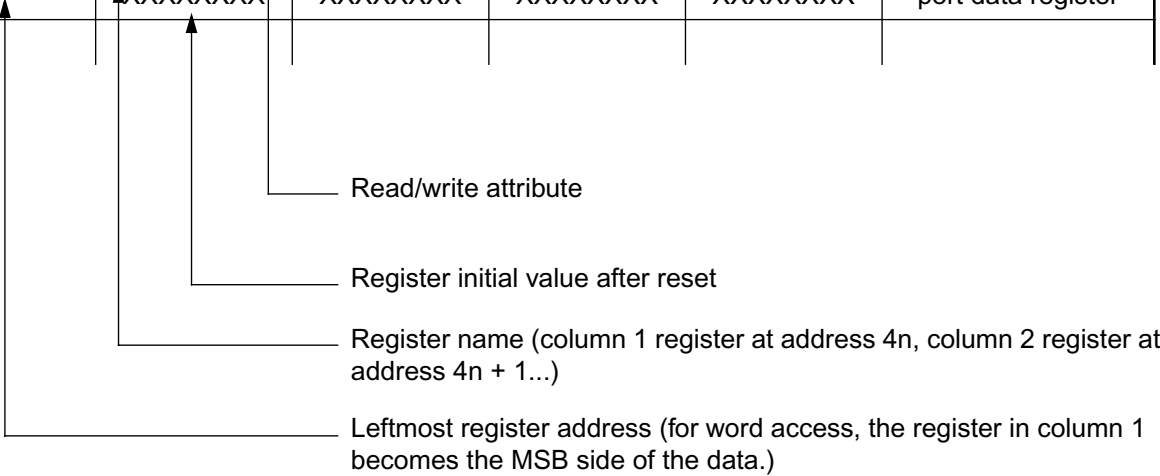 XXXXXXXX XXXXXXXX XXXXXXXX XXXXXXXX port data register
Read/write attribute
Register initial value after reset
Register name (column 1 register at address 4n, column 2 register at
address 4n + 1...)
Leftmost register address (for word access, the register in column 1
becomes the MSB side of the data.)